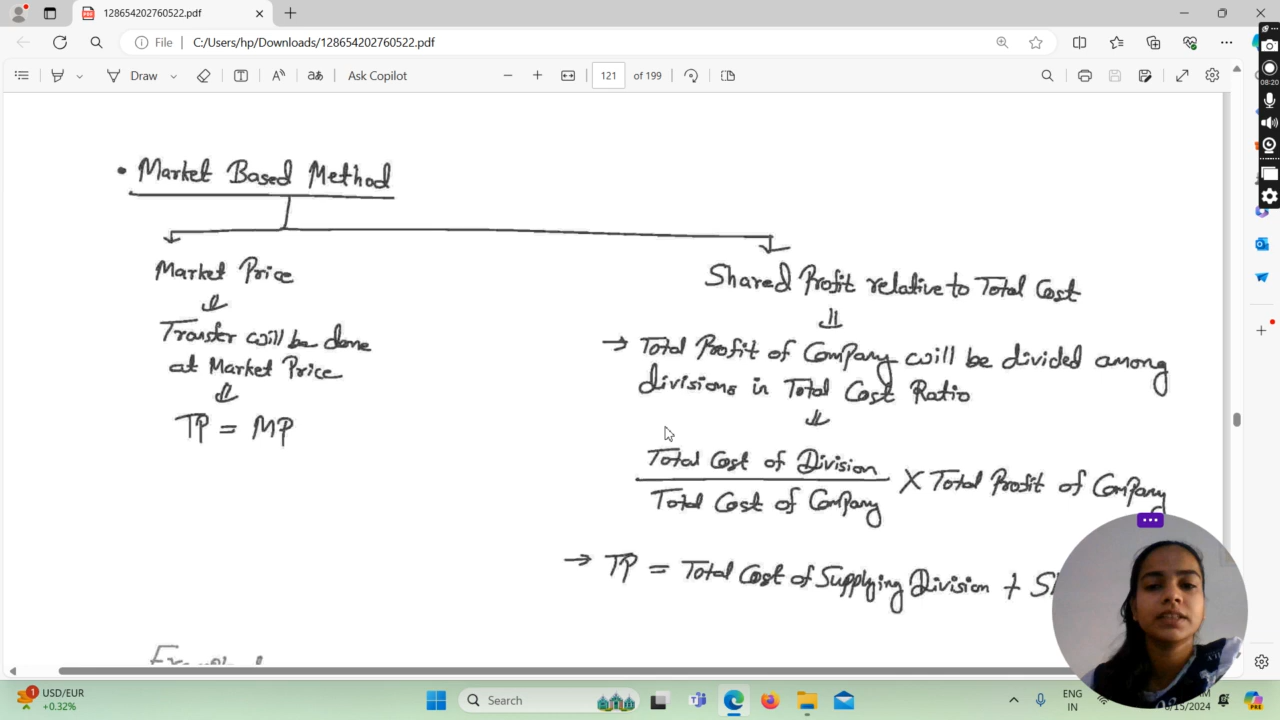 128654202760522.pdf
File
C:/Users/hp/Downloads/128654202760522.pdf
Draw
Ask Copilot
121 of 199
08:20
• Market Based Method
Market Price
Transfer will be done
at Market Price
TP = MP
Shared Profit relative to Total Cost
→ Total Profit of Company will be divided among
divisions in Total Cost Ratio
Total Cost of Division
Total Cost of Company
X Total Profit of Company
→ TP = Total Cost of Supplying Division +
USD/EUR
+0.32%
1
Search
ENG
IN